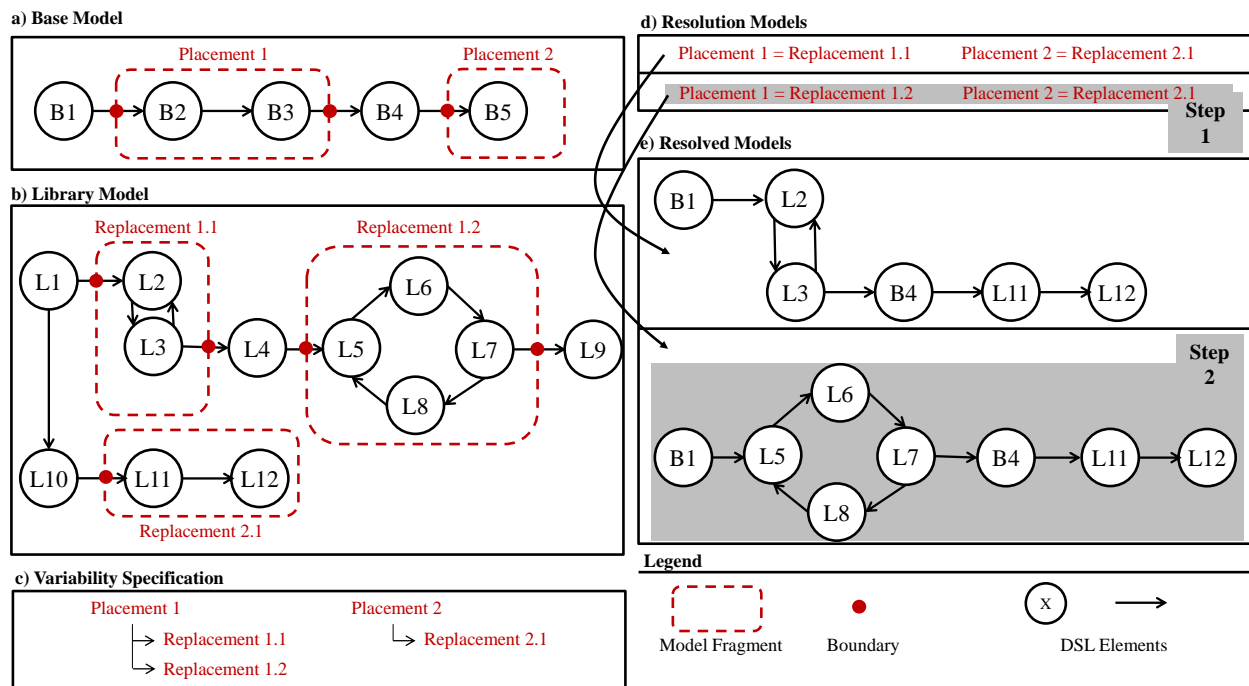 a) Base Model
Placement 1
Placement 2
B1
B2
B3
B4
B5
b) Library Model
Replacement 1.1
Replacement 1.2
L1
L2
L3
L4
L5
L6
L7
L8
L9
L10
L11
L12
Replacement 2.1
c) Variability Specification
Placement 1
Replacement 1.1
Replacement 1.2
Placement 2
Replacement 2.1
d) Resolution Models
Placement 1 = Replacement 1.1
Placement 2 = Replacement 2.1
Placement 1 = Replacement 1.2
Placement 2 = Replacement 2.1
Step
1
e) Resolved Models
B1
L2
L3
B4
L11
L12
Step
2
B1
L5
L6
L7
L8
B4
L11
L12
Legend
Model Fragment
Boundary
X
DSL Elements